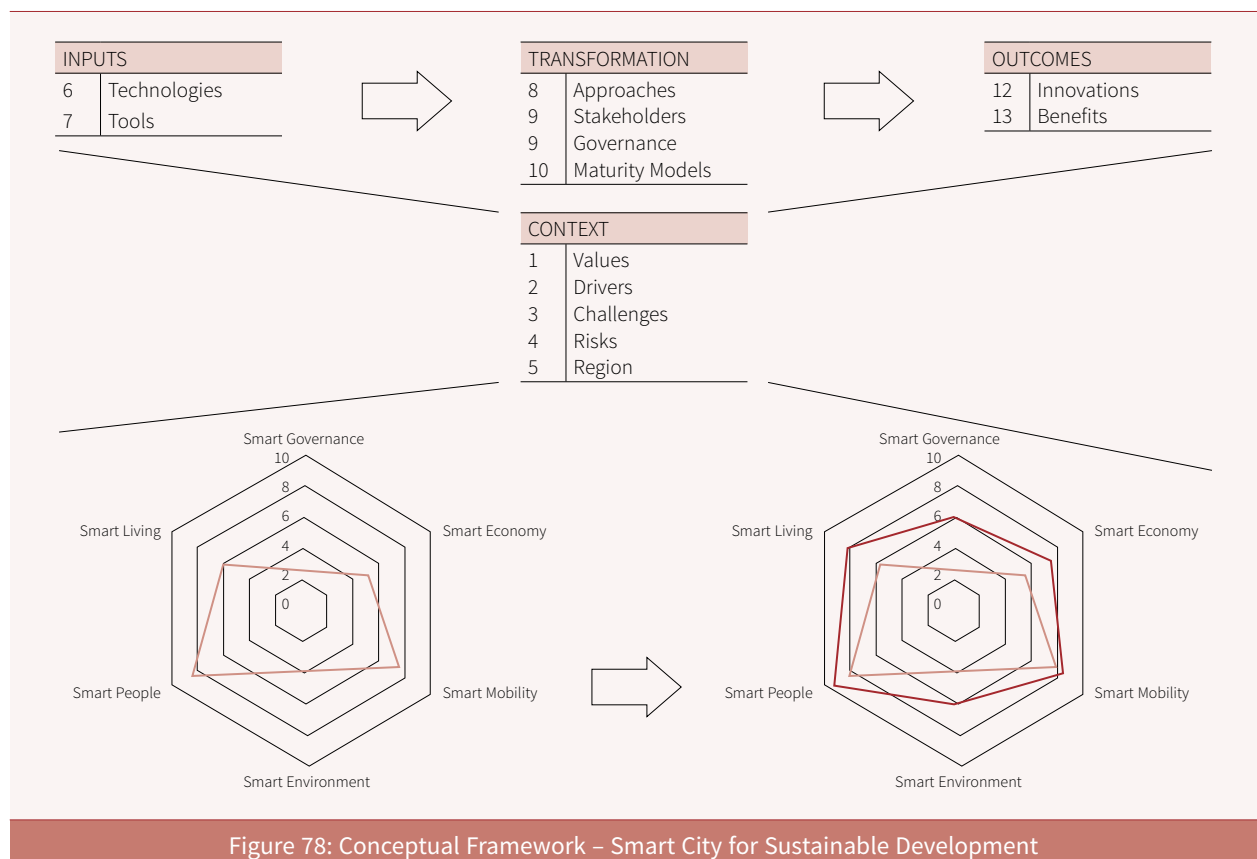 INPUTS
6 Technologies
7 Tools
TRANSFORMATION
8 Approaches
9 Stakeholders
9 Governance
10 Maturity Models
OUTCOMES
12 Innovations
13 Benefits
CONTEXT
1 Values
2 Drivers
3 Challenges
4 Risks
5 Region
Smart Governance
10
8
6
4
2
0
Smart Living
Smart Economy
Smart People
Smart Mobility
Smart Environment
Smart Governance
10
8
6
4
2
0
Smart Living
Smart Economy
Smart People
Smart Mobility
Smart Environment
Figure 78: Conceptual Framework – Smart City for Sustainable Development